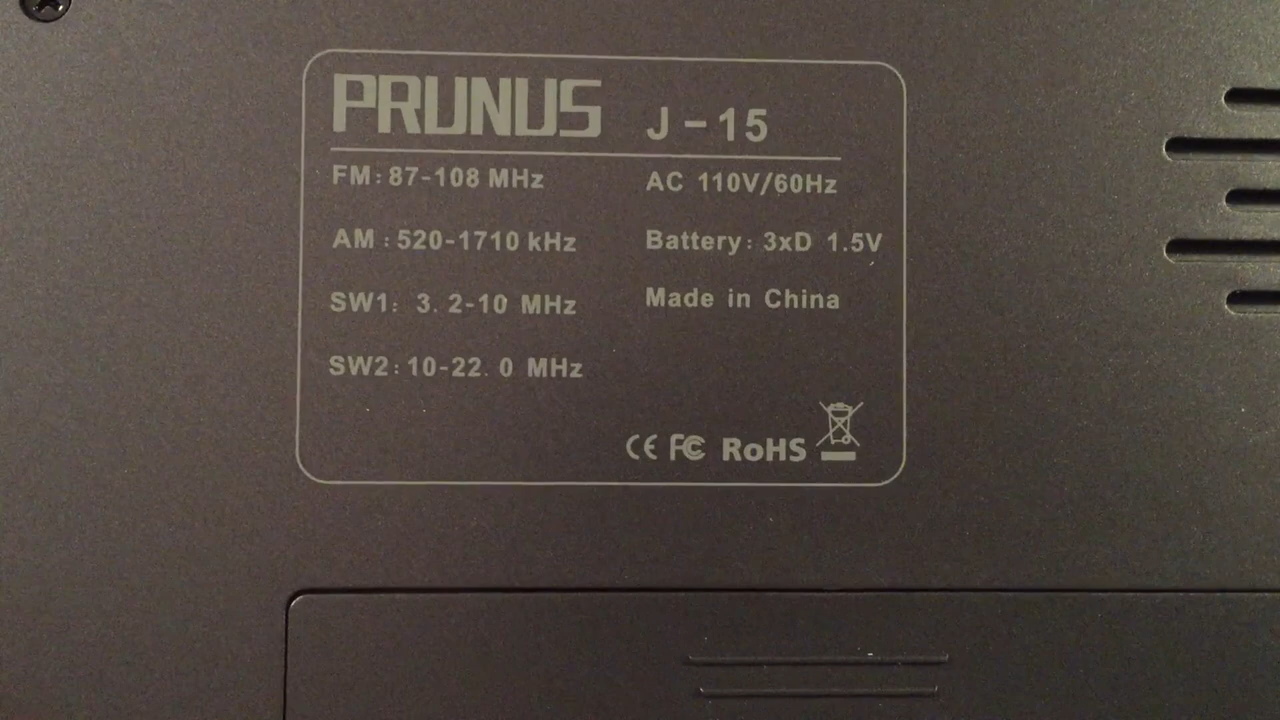 PRUNUS J-15
FM: 87-108 MHz
AM : 520-1710 kHz
SW1: 3. 2-10 MHz
SW2: 10-22. 0 MHz
AC 110V/60Hz
Battery: 3xD 1.5V
Made in China
CE FC RoHS